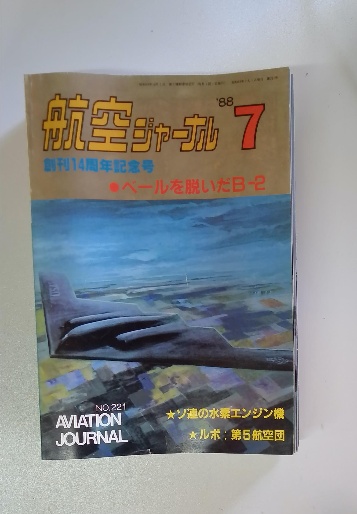 '88
航空ジャーナル 7
創刊14周年記念号
●ベールを脱いだB-2
★ソ連の水素エンジン機
★ルポ：第5航空団
NO.221
AVIATION
JOURNAL